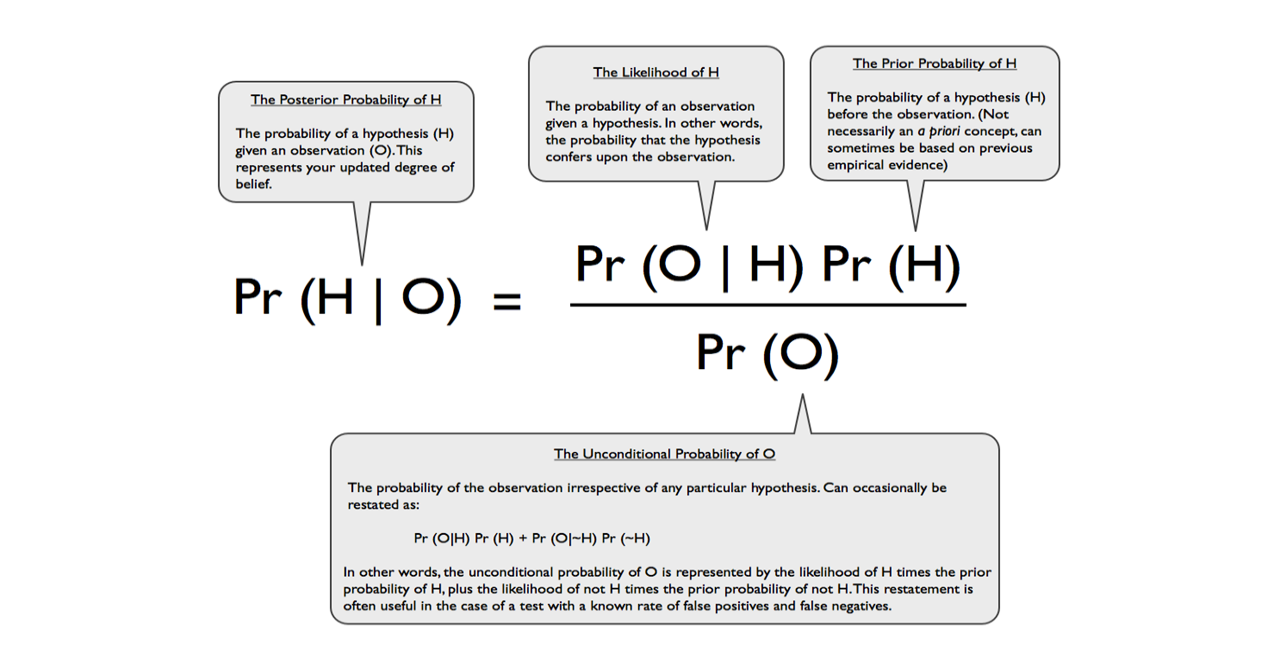 The Posterior Probability of H
The probability of a hypothesis (H)
given an observation (O). This
represents your updated degree of
belief.
The Likelihood of H
The probability of an observation
given a hypothesis. In other words,
the probability that the hypothesis
confers upon the observation.
The Prior Probability of H
The probability of a hypothesis (H)
before the observation. (Not
necessarily an a priori concept, can
sometimes be based on previous
empirical evidence)
Pr (H | O) =
Pr (O | H) Pr (H)
Pr (O)
The Unconditional Probability of O
The probability of the observation irrespective of any particular hypothesis. Can occasionally be
restated as:
Pr (O|H) Pr (H) + Pr (O|~H) Pr (~H)
In other words, the unconditional probability of O is represented by the likelihood of H times the prior
probability of H, plus the likelihood of not H times the prior probability of not H. This restatement is
often useful in the case of a test with a known rate of false positives and false negatives.